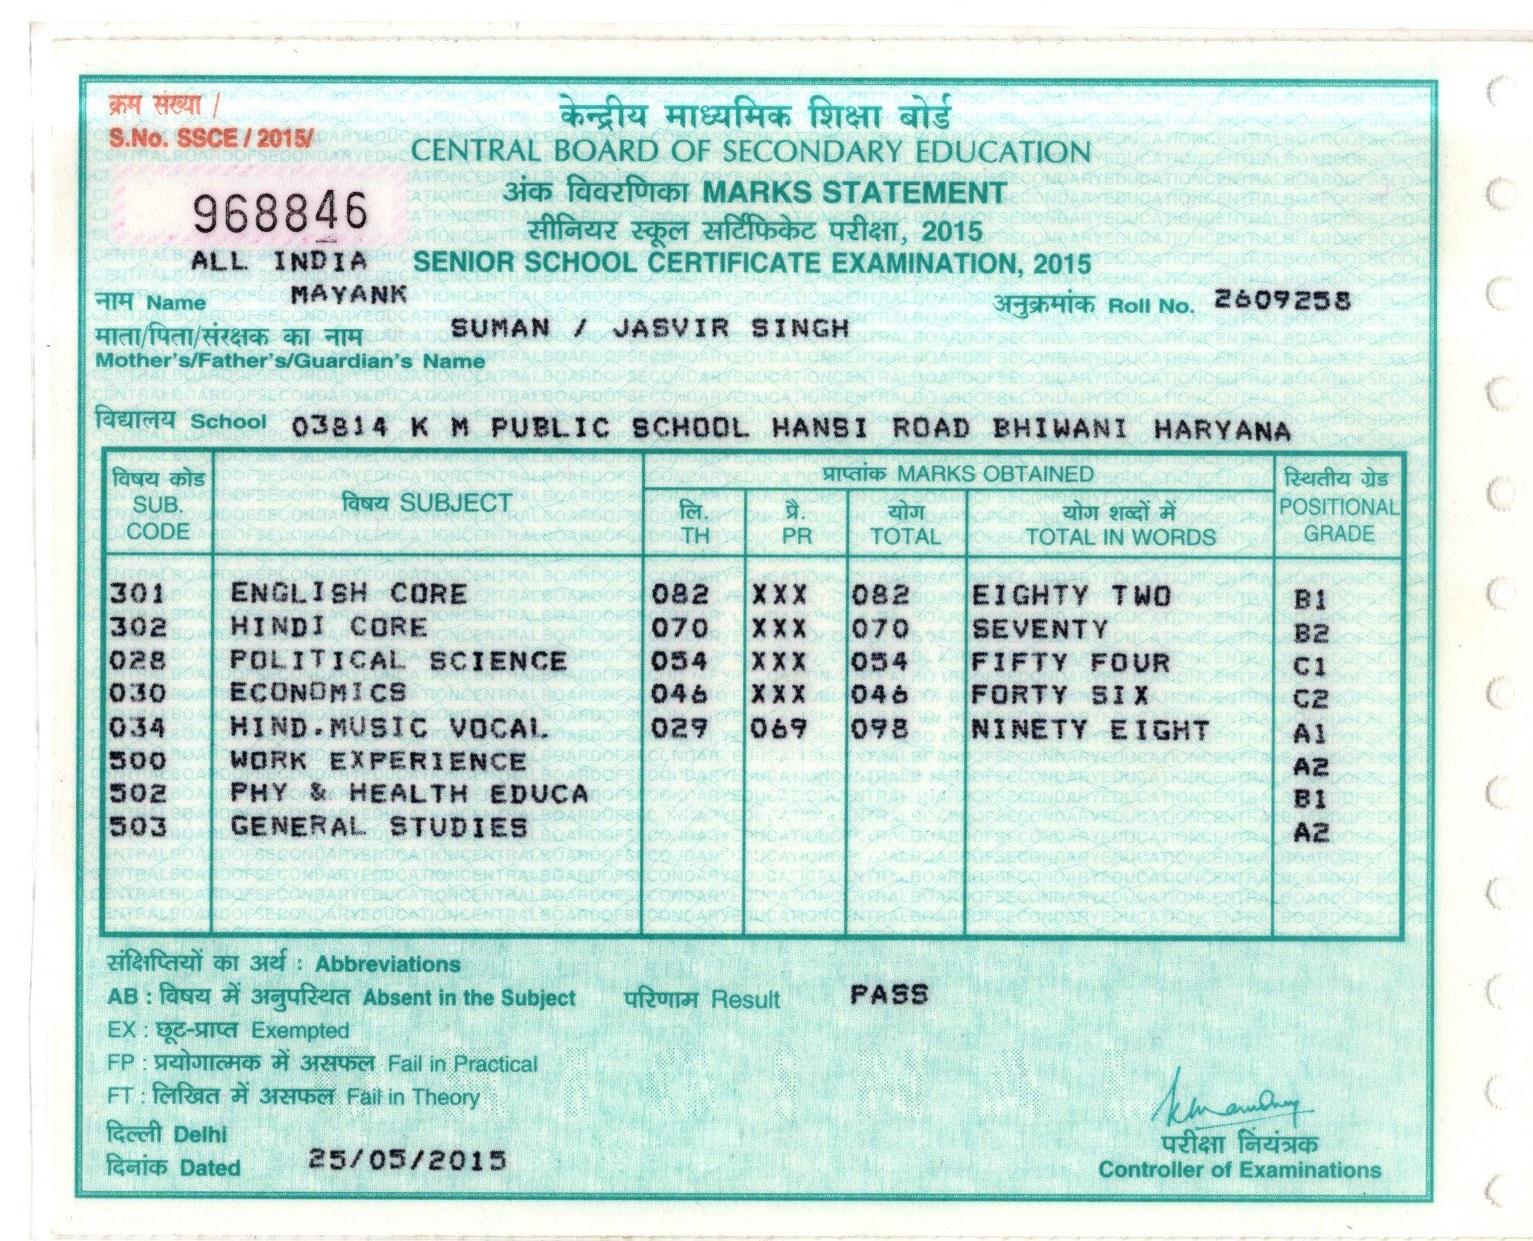 क्रम संख्या /
S.No. SSCE / 2015/
968846
ALL INDIA
केन्द्रीय माध्यमिक शिक्षा बोर्ड
CENTRAL BOARD OF SECONDARY EDUCATION
अंक विवरणिका MARKS STATEMENT
सीनियर स्कूल सर्टिफिकेट परीक्षा, 2015
SENIOR SCHOOL CERTIFICATE EXAMINATION, 2015
नाम Name MAYANK अनुक्रमांक Roll No. 2609258
माता/पिता/संरक्षक का नाम SUMAN / JASVIR SINGH
Mother's/Father's/Guardian's Name
विद्यालय School 03814 K M PUBLIC SCHOOL HANSI ROAD BHIWANI HARYANA
विषय कोड प्राप्तांक MARKS OBTAINED स्थितीय ग्रेड
SUB. विषय SUBJECT लि. प्रै. योग योग शब्दों में POSITIONAL
CODE TH PR TOTAL TOTAL IN WORDS GRADE
301 ENGLISH CORE 082 XXX 082 EIGHTY TWO B1
302 HINDI CORE 070 XXX 070 SEVENTY B2
028 POLITICAL SCIENCE 054 XXX 054 FIFTY FOUR C1
030 ECONOMICS 046 XXX 046 FORTY SIX C2
034 HIND.MUSIC VOCAL 029 069 098 NINETY EIGHT A1
500 WORK EXPERIENCE A2
502 PHY & HEALTH EDUCA B1
503 GENERAL STUDIES A2
संक्षिप्तियों का अर्थ : Abbreviations
AB : विषय में अनुपस्थित Absent in the Subject परिणाम Result PASS
EX : छूट-प्राप्त Exempted
FP : प्रयोगात्मक में असफल Fail in Practical
FT : लिखित में असफल Fail in Theory
दिल्ली Delhi
दिनांक Dated 25/05/2015
परीक्षा नियंत्रक
Controller of Examinations